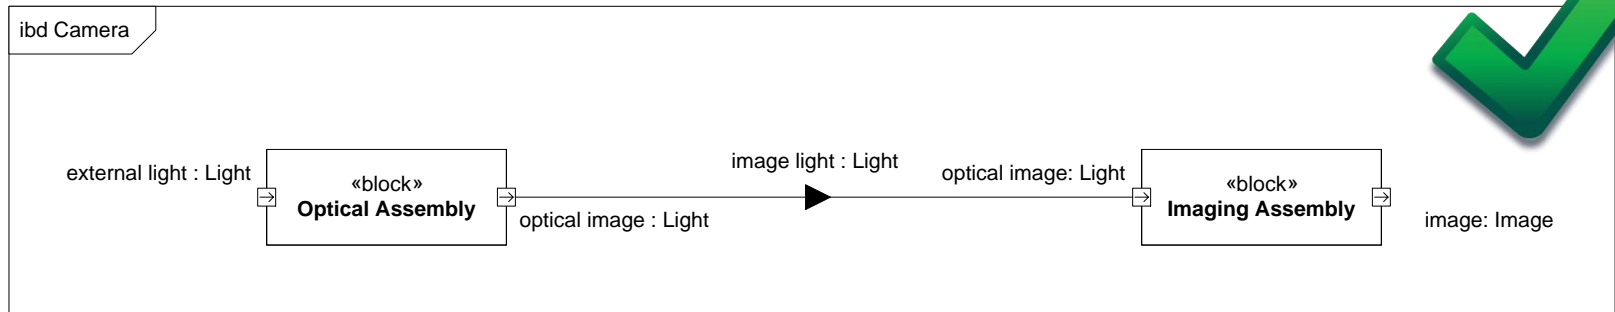 ibd Camera
external light : Light
«block»
Optical Assembly
optical image : Light
image light : Light
optical image: Light
«block»
Imaging Assembly
image: Image